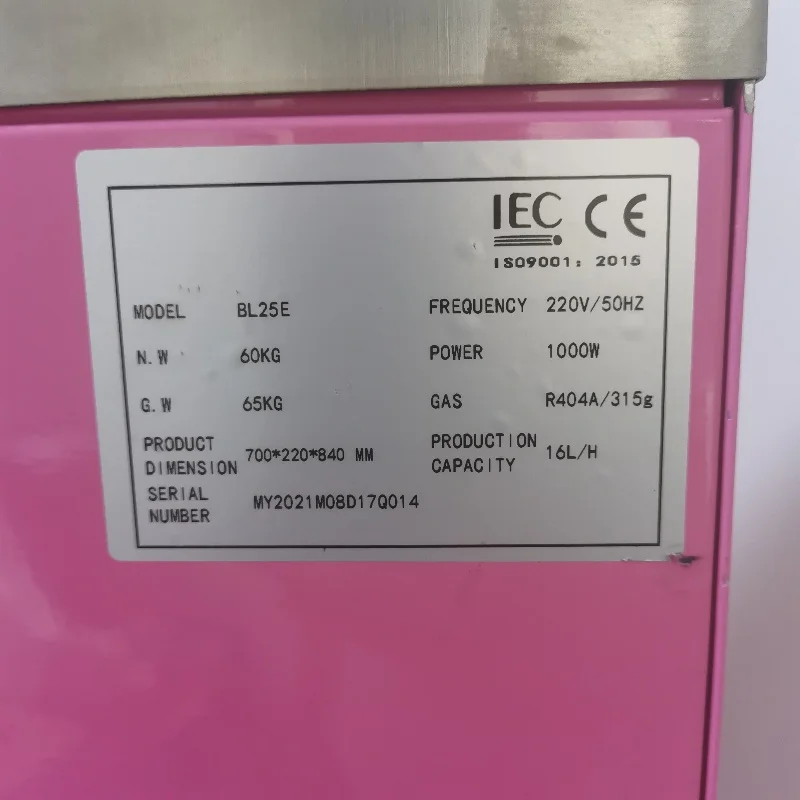 IEC CE
ISO9001: 2015
MODEL BL25E FREQUENCY 220V/50HZ
N.W 60KG POWER 1000W
G.W 65KG GAS R404A/315g
PRODUCT DIMENSION 700*220*840 MM PRODUCTION CAPACITY 16L/H
SERIAL NUMBER MY2021M08D17Q014